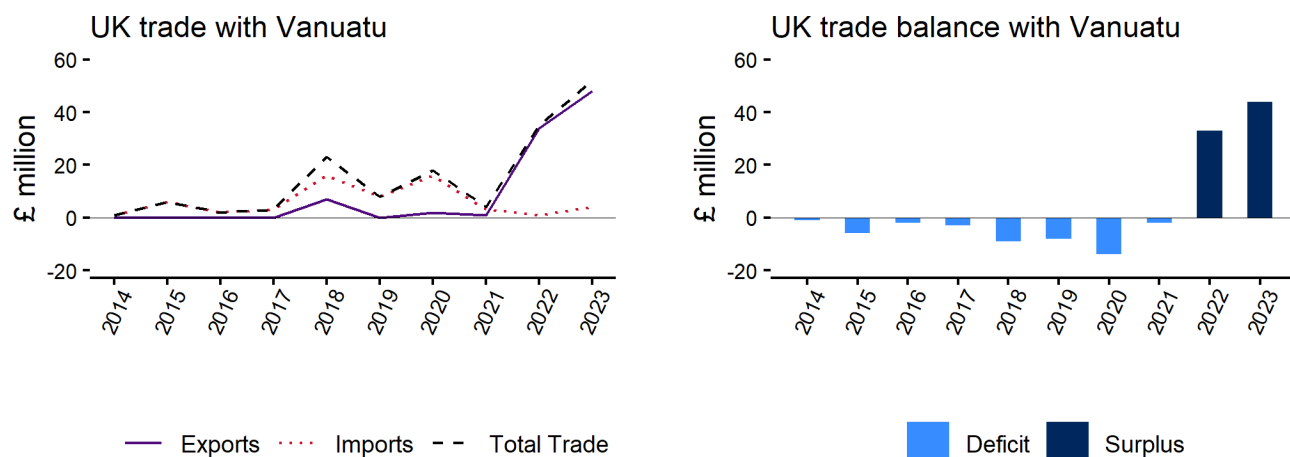 UK trade with Vanuatu
60
40
20
0
-20
£ million
2014 2015 2016 2017 2018 2019 2020 2021 2022 2023
Exports Imports Total Trade
UK trade balance with Vanuatu
60
40
20
0
-20
£ million
2014 2015 2016 2017 2018 2019 2020 2021 2022 2023
Deficit Surplus